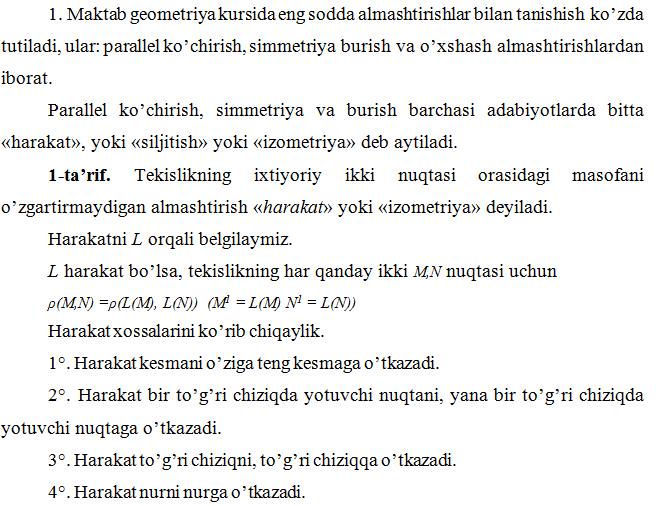 1. Maktab geometriya kursida eng sodda almashtirishlar bilan tanishish ko’zda
tutiladi, ular: parallel ko’chirish, simmetriya burish va o’xshash almashtirishlardan
iborat.
Parallel ko’chirish, simmetriya va burish barchasi adabiyotlarda bitta
«harakat», yoki «siljitish» yoki «izometriya» deb aytiladi.
1-ta’rif. Tekislikning ixtiyoriy ikki nuqtasi orasidagi masofani
o’zgartirmaydigan almashtirish «harakat» yoki «izometriya» deyiladi.
Harakatni L orqali belgilaymiz.
L harakat bo’lsa, tekislikning har qanday ikki M,N nuqtasi uchun
ρ(M,N) =ρ(L(M), L(N)) (M¹ = L(M) N¹ = L(N))
Harakat xossalarini ko’rib chiqaylik.
1°. Harakat kesmani o’ziga teng kesmaga o’tkazadi.
2°. Harakat bir to’g’ri chiziqda yotuvchi nuqtani, yana bir to’g’ri chiziqda
yotuvchi nuqtaga o’tkazadi.
3°. Harakat to’g’ri chiziqni, to’g’ri chiziqqa o’tkazadi.
4°. Harakat nurni nurga o’tkazadi.